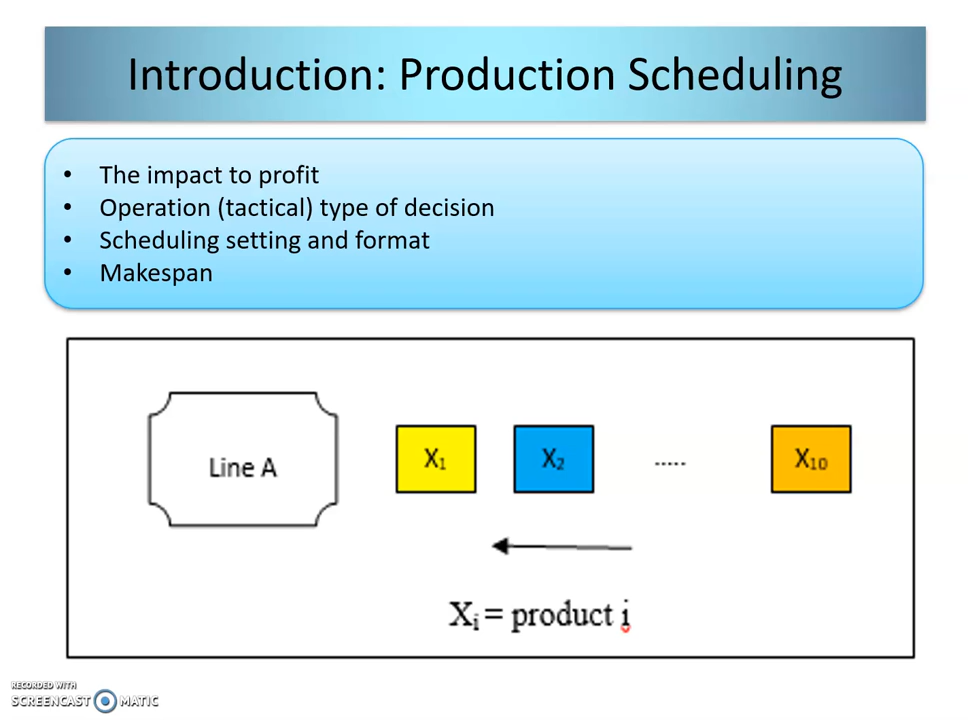 Introduction: Production Scheduling
• The impact to profit
• Operation (tactical) type of decision
• Scheduling setting and format
• Makespan
Line A X₁ X₂ ..... X₁₀
Xᵢ = product i
RECORDED WITH
SCREENCAST MATIC